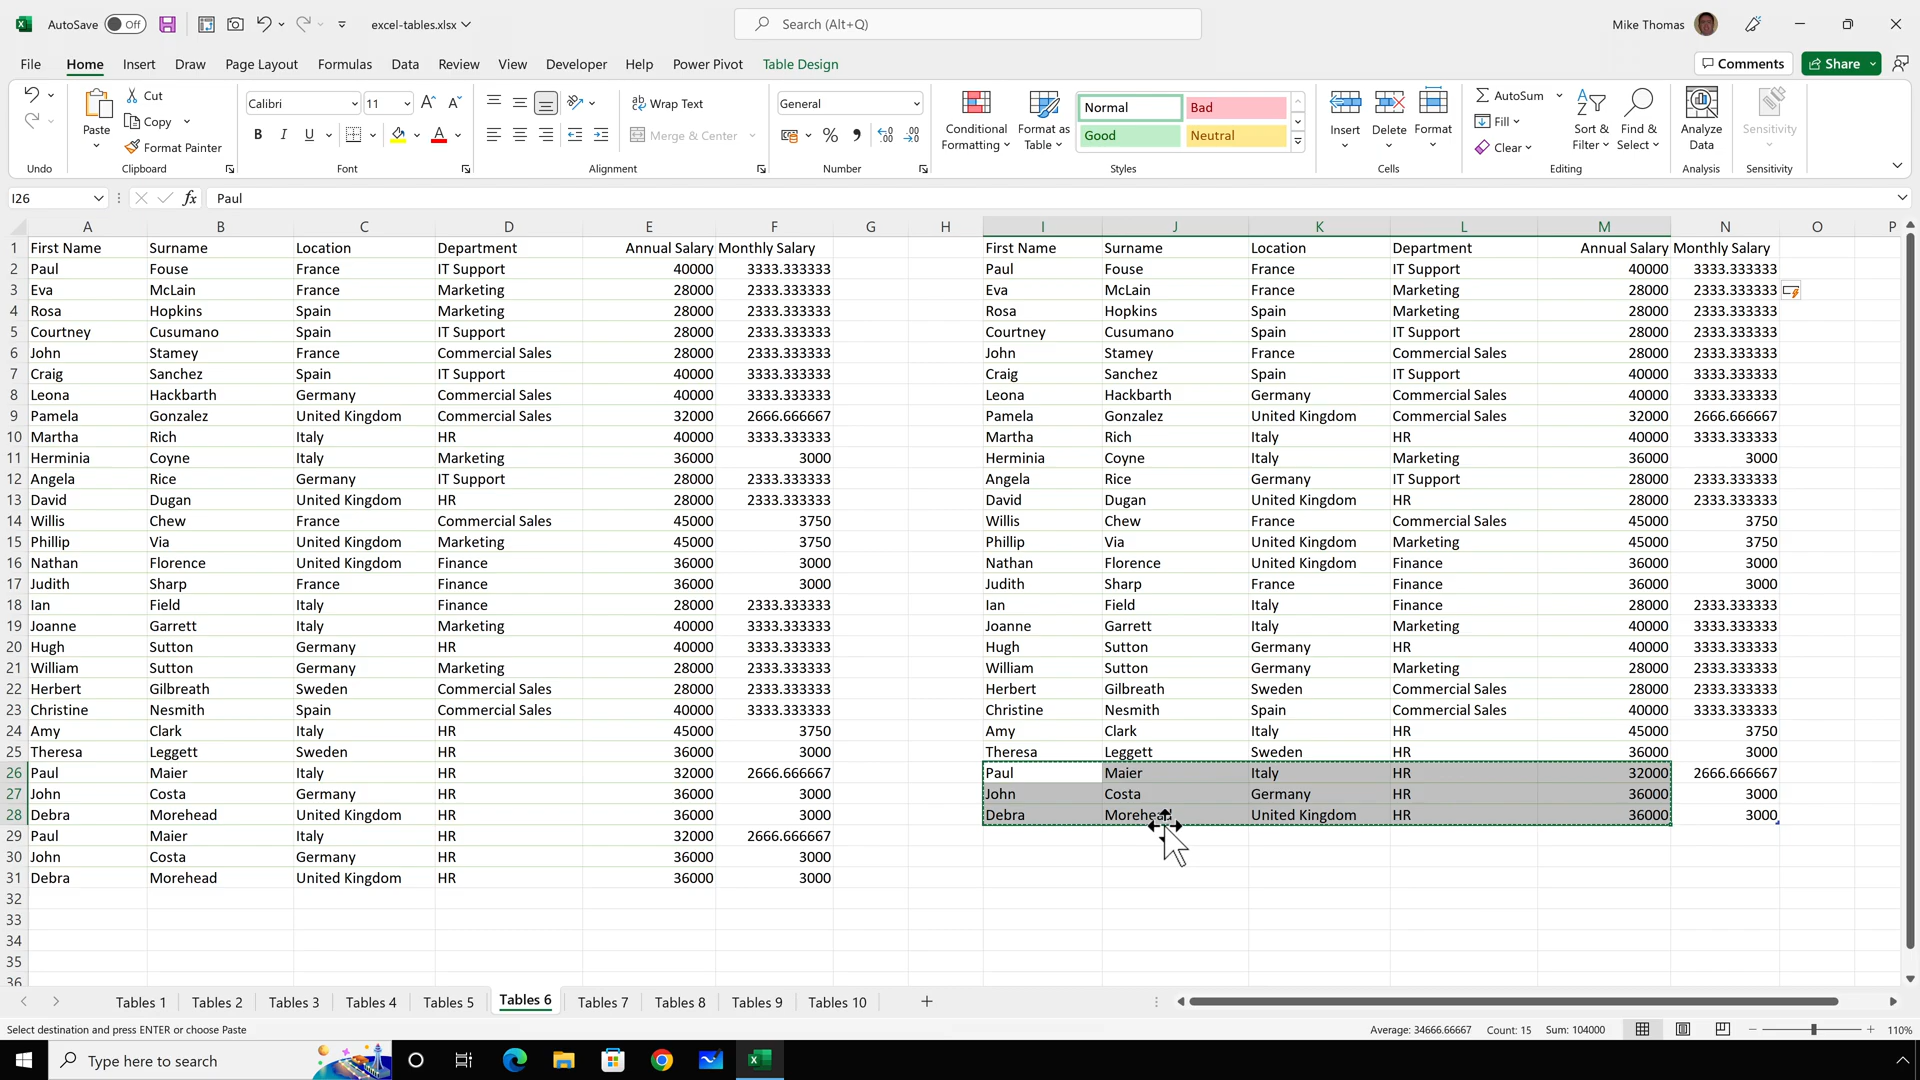 AutoSave Off excel-tables.xlsx Search (Alt+Q) Mike Thomas
File Home Insert Draw Page Layout Formulas Data Review View Developer Help Power Pivot Table Design Comments Share
Cut Calibri 11 Wrap Text General Normal Bad AutoSum
Paste Copy Conditional Formatting Format as Table Good Neutral Insert Delete Format Fill Sort & Filter Find & Select Analyze Data Sensitivity
Format Painter B I U Merge & Center Clear
Undo Clipboard Font Alignment Number Styles Cells Editing Analysis Sensitivity
I26 fx Paul
A B C D E F G H I J K L M N O P
1 First Name Surname Location Department Annual Salary Monthly Salary First Name Surname Location Department Annual Salary Monthly Salary
2 Paul Fouse France IT Support 40000 3333.333333 Paul Fouse France IT Support 40000 3333.333333
3 Eva McLain France Marketing 28000 2333.333333 Eva McLain France Marketing 28000 2333.333333
4 Rosa Hopkins Spain Marketing 28000 2333.333333 Rosa Hopkins Spain Marketing 28000 2333.333333
5 Courtney Cusumano Spain IT Support 28000 2333.333333 Courtney Cusumano Spain IT Support 28000 2333.333333
6 John Stamey France Commercial Sales 28000 2333.333333 John Stamey France Commercial Sales 28000 2333.333333
7 Craig Sanchez Spain IT Support 40000 3333.333333 Craig Sanchez Spain IT Support 40000 3333.333333
8 Leona Hackbarth Germany Commercial Sales 40000 3333.333333 Leona Hackbarth Germany Commercial Sales 40000 3333.333333
9 Pamela Gonzalez United Kingdom Commercial Sales 32000 2666.666667 Pamela Gonzalez United Kingdom Commercial Sales 32000 2666.666667
10 Martha Rich Italy HR 40000 3333.333333 Martha Rich Italy HR 40000 3333.333333
11 Herminia Coyne Italy Marketing 36000 3000 Herminia Coyne Italy Marketing 36000 3000
12 Angela Rice Germany IT Support 28000 2333.333333 Angela Rice Germany IT Support 28000 2333.333333
13 David Dugan United Kingdom HR 28000 2333.333333 David Dugan United Kingdom HR 28000 2333.333333
14 Willis Chew France Commercial Sales 45000 3750 Willis Chew France Commercial Sales 45000 3750
15 Phillip Via United Kingdom Marketing 45000 3750 Phillip Via United Kingdom Marketing 45000 3750
16 Nathan Florence United Kingdom Finance 36000 3000 Nathan Florence United Kingdom Finance 36000 3000
17 Judith Sharp France Finance 36000 3000 Judith Sharp France Finance 36000 3000
18 Ian Field Italy Finance 28000 2333.333333 Ian Field Italy Finance 28000 2333.333333
19 Joanne Garrett Italy Marketing 40000 3333.333333 Joanne Garrett Italy Marketing 40000 3333.333333
20 Hugh Sutton Germany HR 40000 3333.333333 Hugh Sutton Germany HR 40000 3333.333333
21 William Sutton Germany Marketing 28000 2333.333333 William Sutton Germany Marketing 28000 2333.333333
22 Herbert Gilbreath Sweden Commercial Sales 28000 2333.333333 Herbert Gilbreath Sweden Commercial Sales 28000 2333.333333
23 Christine Nesmith Spain Commercial Sales 40000 3333.333333 Christine Nesmith Spain Commercial Sales 40000 3333.333333
24 Amy Clark Italy HR 45000 3750 Amy Clark Italy HR 45000 3750
25 Theresa Leggett Sweden HR 36000 3000 Theresa Leggett Sweden HR 36000 3000
26 Paul Maier Italy HR 32000 2666.666667 Paul Maier Italy HR 32000 2666.666667
27 John Costa Germany HR 36000 3000 John Costa Germany HR 36000 3000
28 Debra Morehead United Kingdom HR 36000 3000 Debra Morehead United Kingdom HR 36000 3000
29 Paul Maier Italy HR 32000 2666.666667
30 John Costa Germany HR 36000 3000
31 Debra Morehead United Kingdom HR 36000 3000
32
33
34
35
36
Tables 1 Tables 2 Tables 3 Tables 4 Tables 5 Tables 6 Tables 7 Tables 8 Tables 9 Tables 10
Select destination and press ENTER or choose Paste Average: 34666.66667 Count: 15 Sum: 104000 110%
Type here to search